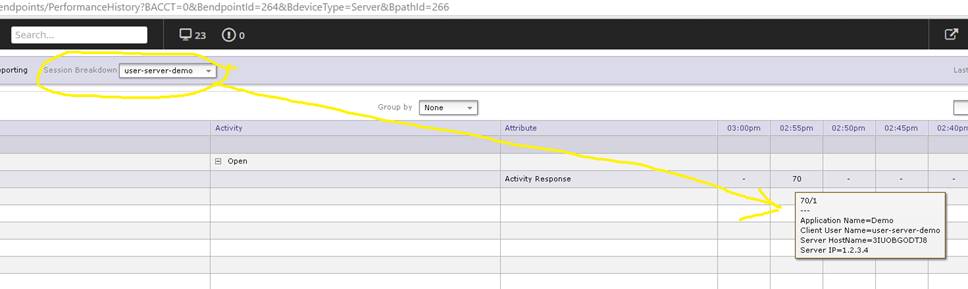 endpoints/PerformanceHistory?BACCT=0&BendpointId=264&BdeviceType=Server&BpathId=266
Search... 23 0
porting Session Breakdown user-server-demo Last
Group by None
Activity Attribute 03:00pm 02:55pm 02:50pm 02:45pm 02:40pm
Open
Activity Response - 70 - - -
70/1
---
Application Name=Demo
Client User Name=user-server-demo
Server HostName=3IUOBGODTJ8
Server IP=1.2.3.4